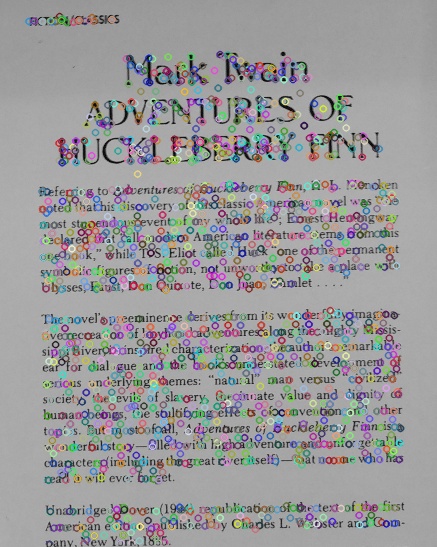 FICTION/CLASSICS
Mark Twain
ADVENTURES OF
HUCKLEBERRY FINN
Referring to Adventures of Huckleberry Finn, H. L. Mencken
noted that his discovery of this classic American novel was "the
most stupendous event of my whole life"; Ernest Hemingway
declared that "all modern American literature stems from this
one book," while T. S. Eliot called Huck "one of the permanent
symbolic figures of fiction, not unworthy to take a place with
Ulysses, Faust, Don Quixote, Don Juan, Hamlet . . . ."
The novel's preeminence derives from its wonderfully imagina-
tive re-creation of boyhood adventures along the mighty Missis-
sippi River, its inspired characterization, the author's remarkable
ear for dialogue and the book's understated development of
serious underlying themes: "natural" man versus "civilized"
society, the evils of slavery, the innate value and dignity of
human beings, the stultifying effects of convention and other
topics. But most of all, Adventures of Huckleberry Finn is a
wonderful story—filled with high adventure and unforgettable
characters (including the great river itself)—that no one who has
read it will ever forget.
Unabridged Dover (1994) republication of the text of the first
American edition, published by Charles L. Webster and Com-
pany, New York, 1885.